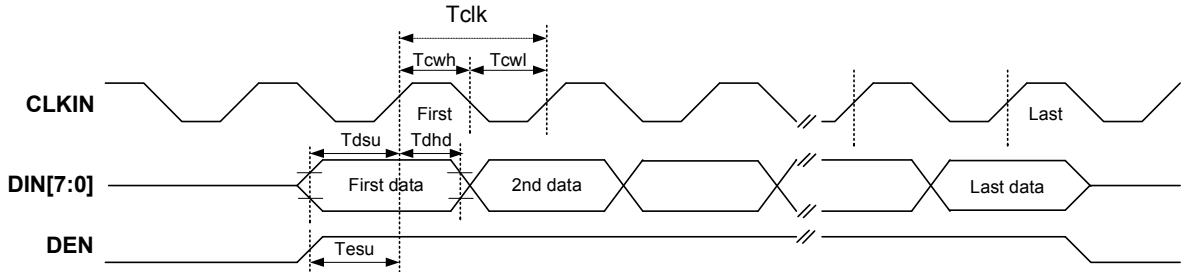 Tclk
Tcwh Tcwl
CLKIN
First
Last
Tdsu Tdhd
DIN[7:0]
First data
2nd data
Last data
DEN
Tesu